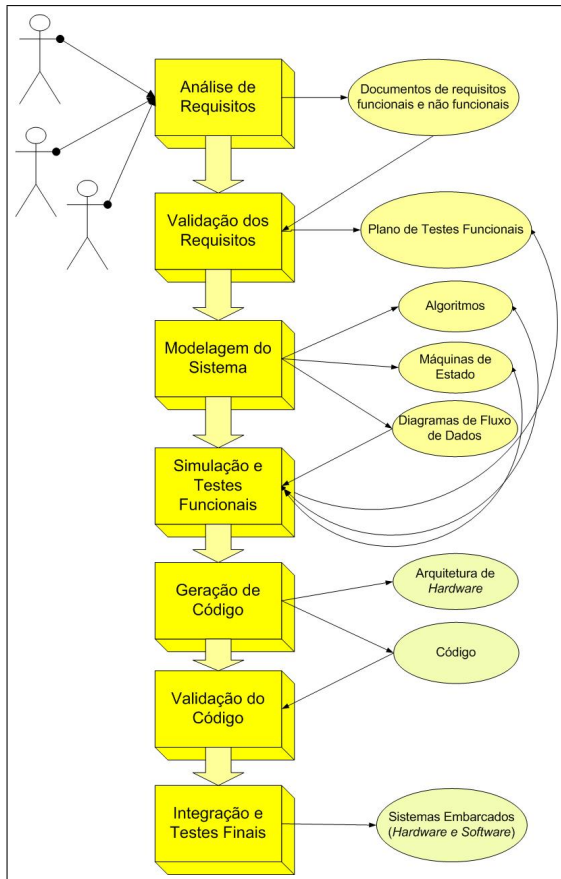 Análise de
Requisitos
Documentos de requisitos
funcionais e não funcionais
Validação dos
Requisitos
Plano de Testes Funcionais
Algoritmos
Modelagem do
Sistema
Máquinas de
Estado
Diagramas de Fluxo
de Dados
Simulação e
Testes
Funcionais
Geração de
Código
Arquitetura de
Hardware
Código
Validação do
Código
Integração e
Testes Finais
Sistemas Embarcados
(Hardware e Software)